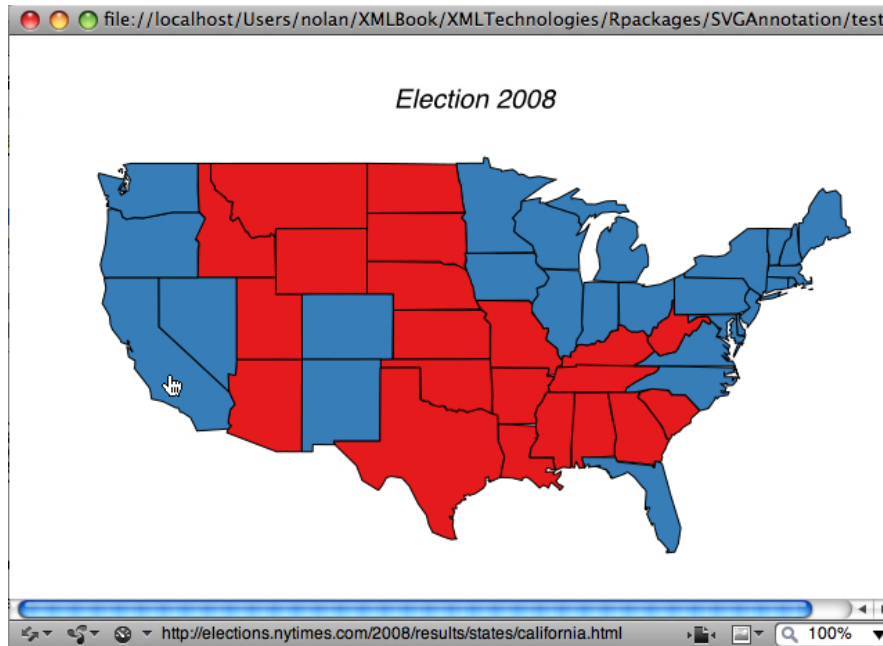 file://localhost/Users/nolan/XMLBook/XMLTechnologies/Rpackages/SVGAnnotation/test
Election 2008
http://elections.nytimes.com/2008/results/states/california.html
100%